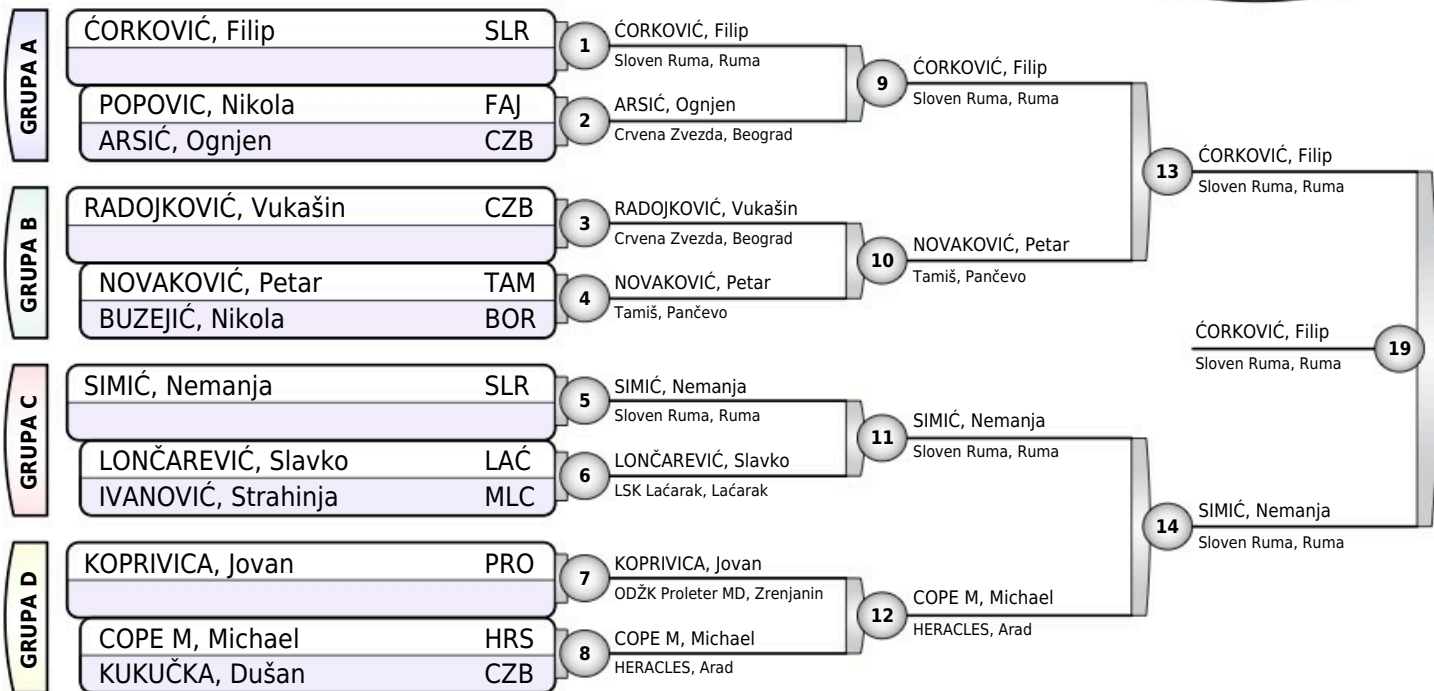 GRUPA A
ĆORKOVIĆ, Filip SLR
POPOVIC, Nikola FAJ
ARSIĆ, Ognjen CZB
GRUPA B
RADOJKOVIĆ, Vukašin CZB
NOVAKOVIĆ, Petar TAM
BUZEJIĆ, Nikola BOR
GRUPA C
SIMIĆ, Nemanja SLR
LONČAREVIĆ, Slavko LAĆ
IVANOVIĆ, Strahinja MLC
GRUPA D
KOPRIVICA, Jovan PRO
COPE M, Michael HRS
KUKUČKA, Dušan CZB
1
ĆORKOVIĆ, Filip
Sloven Ruma, Ruma
2
ARSIĆ, Ognjen
Crvena Zvezda, Beograd
3
RADOJKOVIĆ, Vukašin
Crvena Zvezda, Beograd
4
NOVAKOVIĆ, Petar
Tamiš, Pančevo
5
SIMIĆ, Nemanja
Sloven Ruma, Ruma
6
LONČAREVIĆ, Slavko
LSK Laćarak, Laćarak
7
KOPRIVICA, Jovan
ODŽK Proleter MD, Zrenjanin
8
COPE M, Michael
HERACLES, Arad
9
ĆORKOVIĆ, Filip
Sloven Ruma, Ruma
10
NOVAKOVIĆ, Petar
Tamiš, Pančevo
11
SIMIĆ, Nemanja
Sloven Ruma, Ruma
12
COPE M, Michael
HERACLES, Arad
13
ĆORKOVIĆ, Filip
Sloven Ruma, Ruma
14
SIMIĆ, Nemanja
Sloven Ruma, Ruma
ĆORKOVIĆ, Filip
Sloven Ruma, Ruma
19